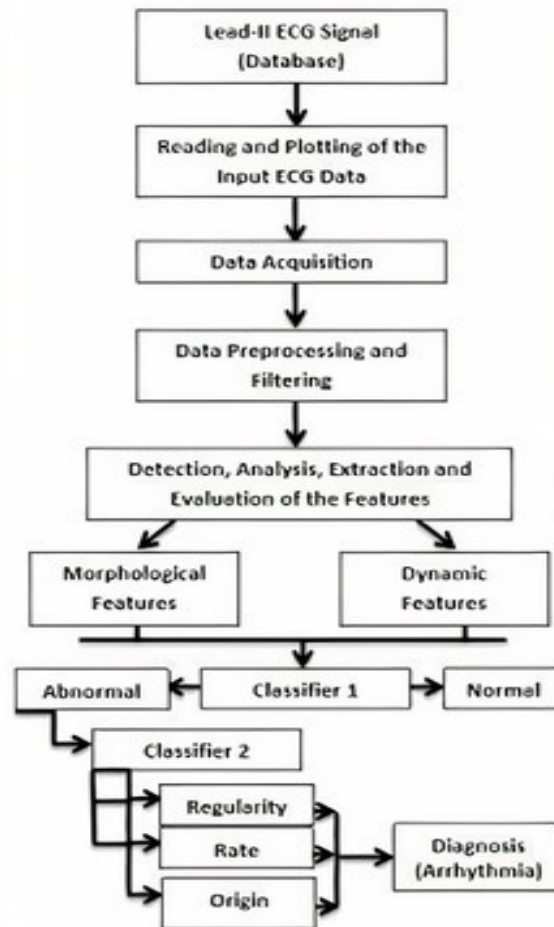 Lead-II ECG Signal
(Database)
Reading and Plotting of the
Input ECG Data
Data Acquisition
Data Preprocessing and
Filtering
Detection, Analysis, Extraction and
Evaluation of the Features
Morphological
Features
Dynamic
Features
Abnormal
Classifier 1
Normal
Classifier 2
Regularity
Rate
Origin
Diagnosis
(Arrhythmia)